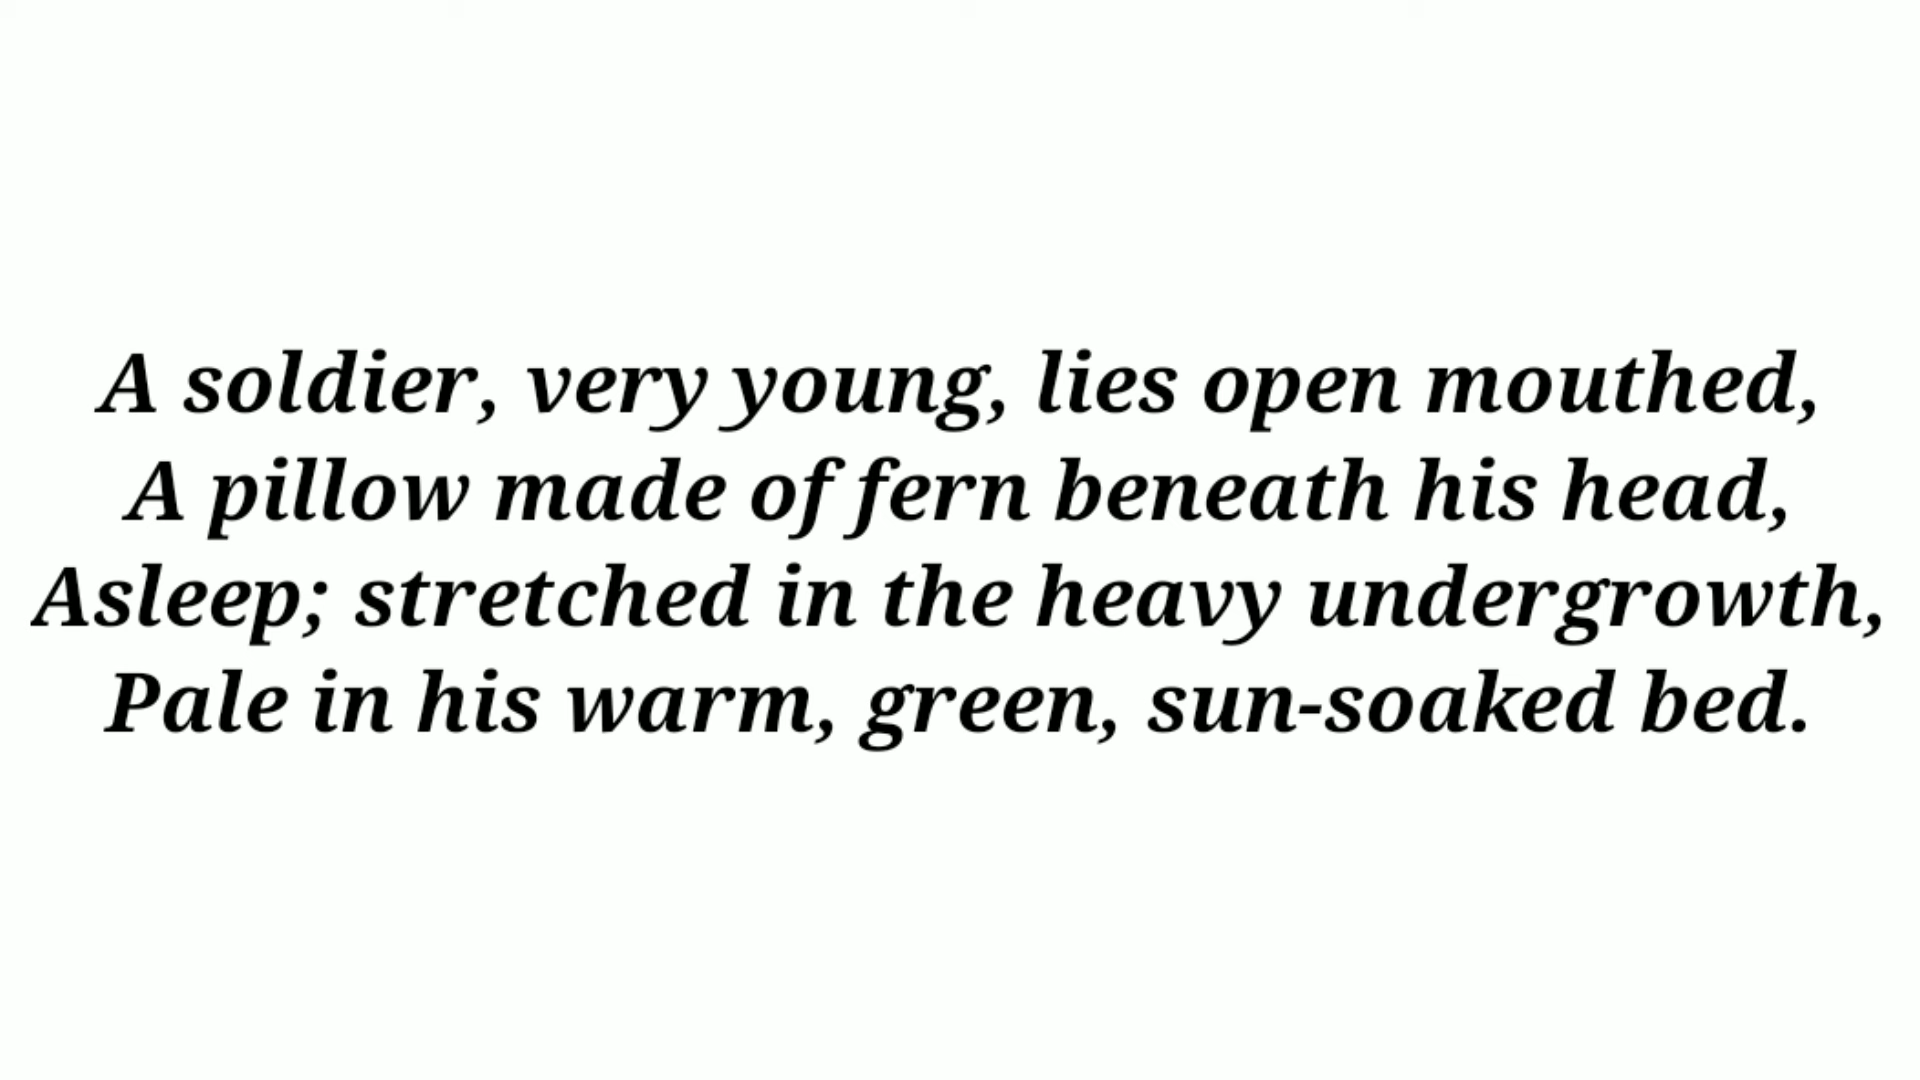 A soldier, very young, lies open mouthed,
A pillow made of fern beneath his head,
Asleep; stretched in the heavy undergrowth,
Pale in his warm, green, sun-soaked bed.